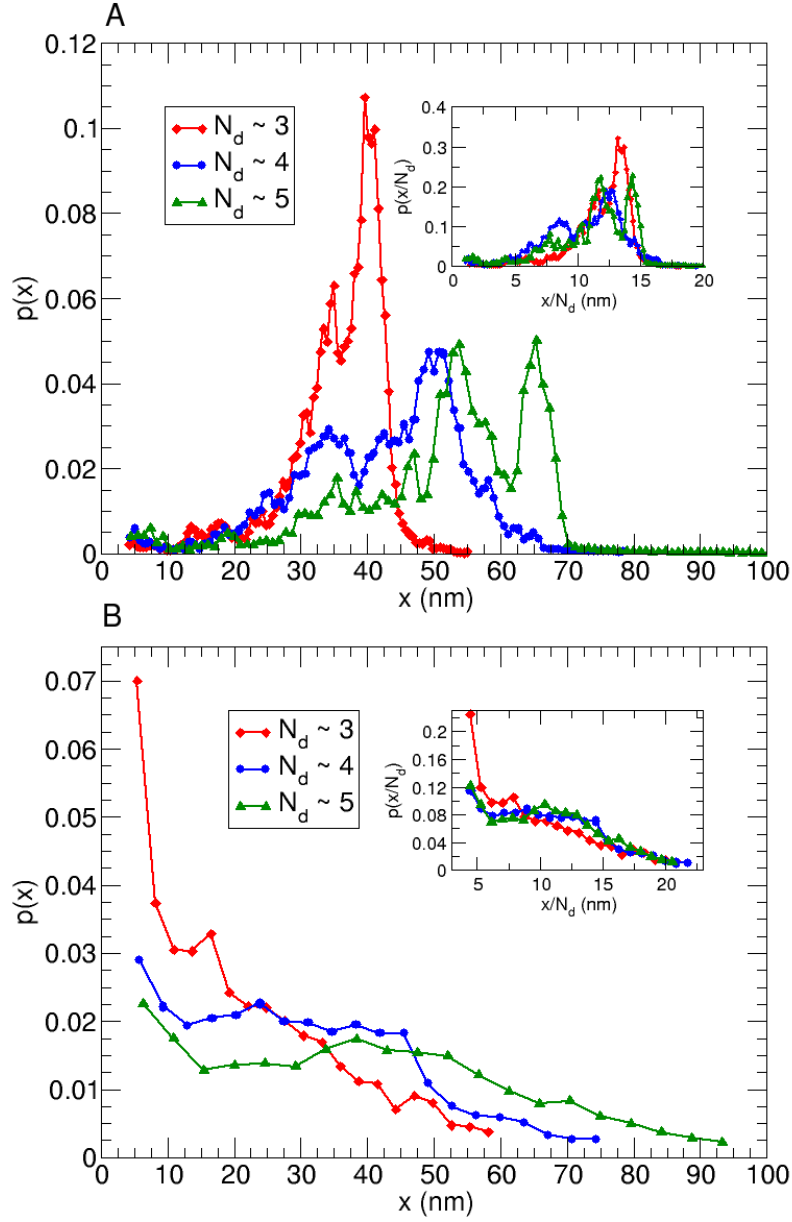 A
0.12
0.1
0.08
0.06
0.04
0.02
0
p(x)
N_d ~ 3
N_d ~ 4
N_d ~ 5
0.4
0.3
0.2
0.1
0
p(x/N_d)
0 5 10 15 20
x/N_d (nm)
0 10 20 30 40 50 60 70 80 90 100
x (nm)
B
0.07
0.06
0.05
0.04
0.03
0.02
0.01
0
p(x)
N_d ~ 3
N_d ~ 4
N_d ~ 5
0.2
0.16
0.12
0.08
0.04
0
p(x/N_d)
5 10 15 20
x/N_d (nm)
0 10 20 30 40 50 60 70 80 90 100
x (nm)